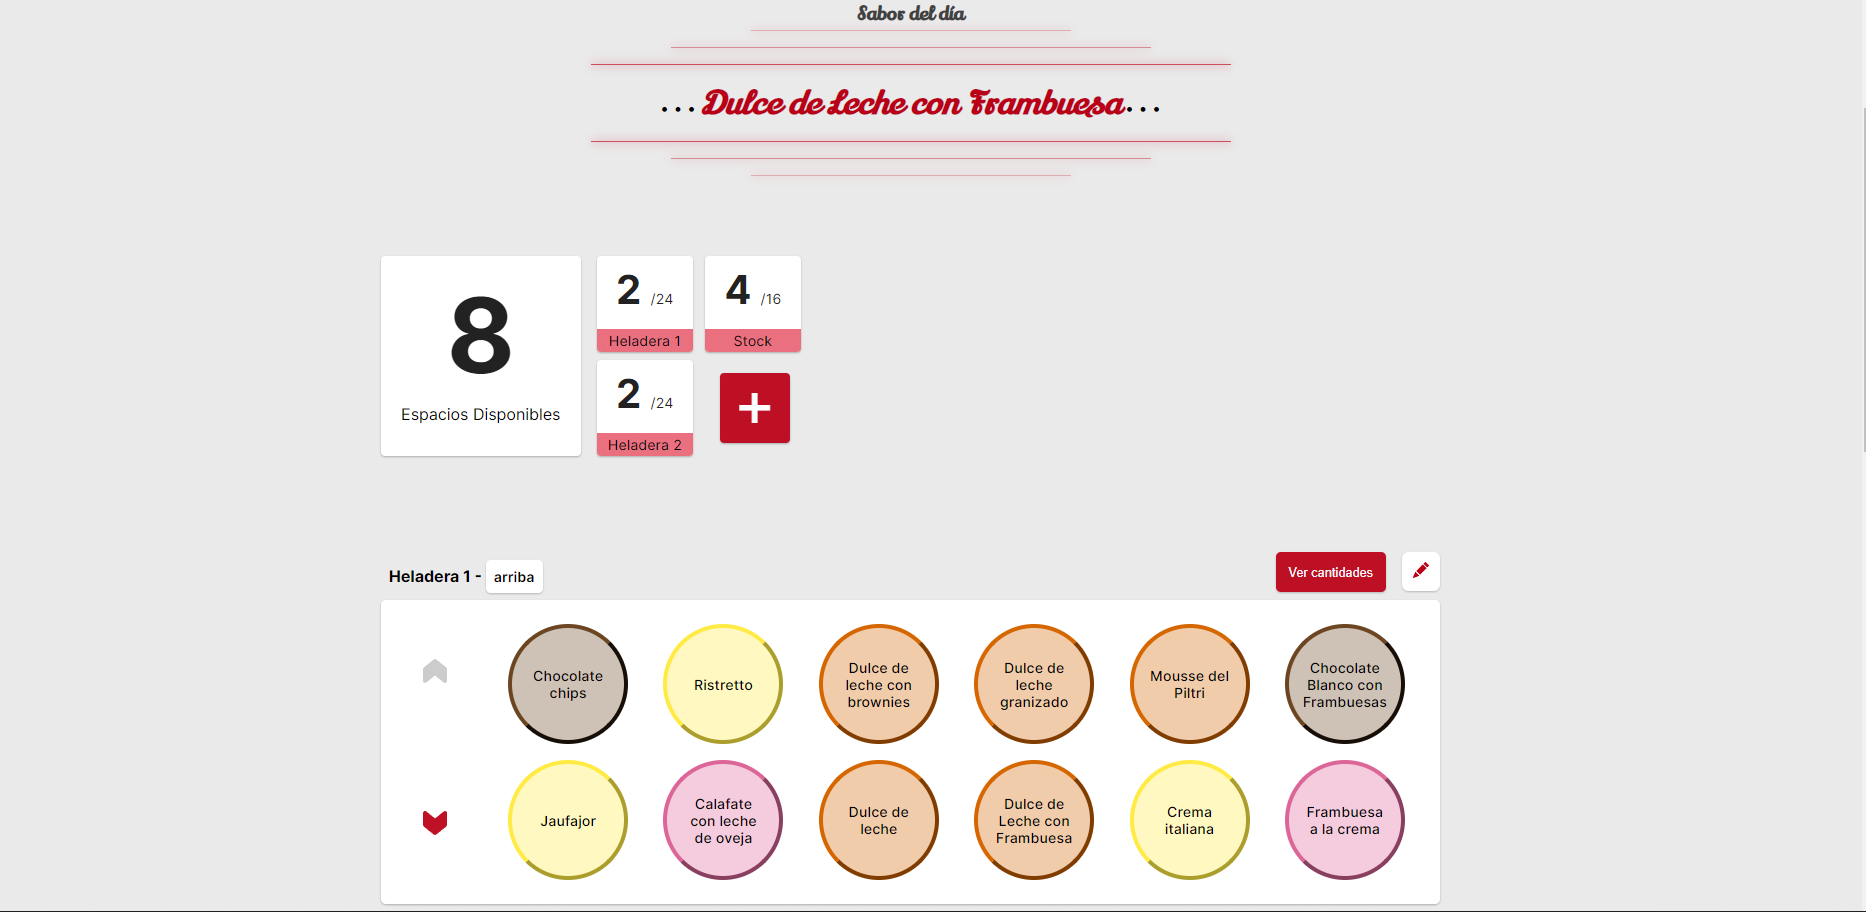 Sabor del día
...Dulce de Leche con Frambuesa...
8
Espacios Disponibles
2 /24
Heladera 1
4 /16
Stock
2 /24
Heladera 2
+
Heladera 1 - arriba
Ver cantidades
Chocolate
chips
Ristretto
Dulce de
leche con
brownies
Dulce de
leche
granizado
Mousse del
Piltri
Chocolate
Blanco con
Frambuesas
Jaufajor
Calafate
con leche
de oveja
Dulce de
leche
Dulce de
Leche con
Frambuesa
Crema
italiana
Frambuesa
a la crema